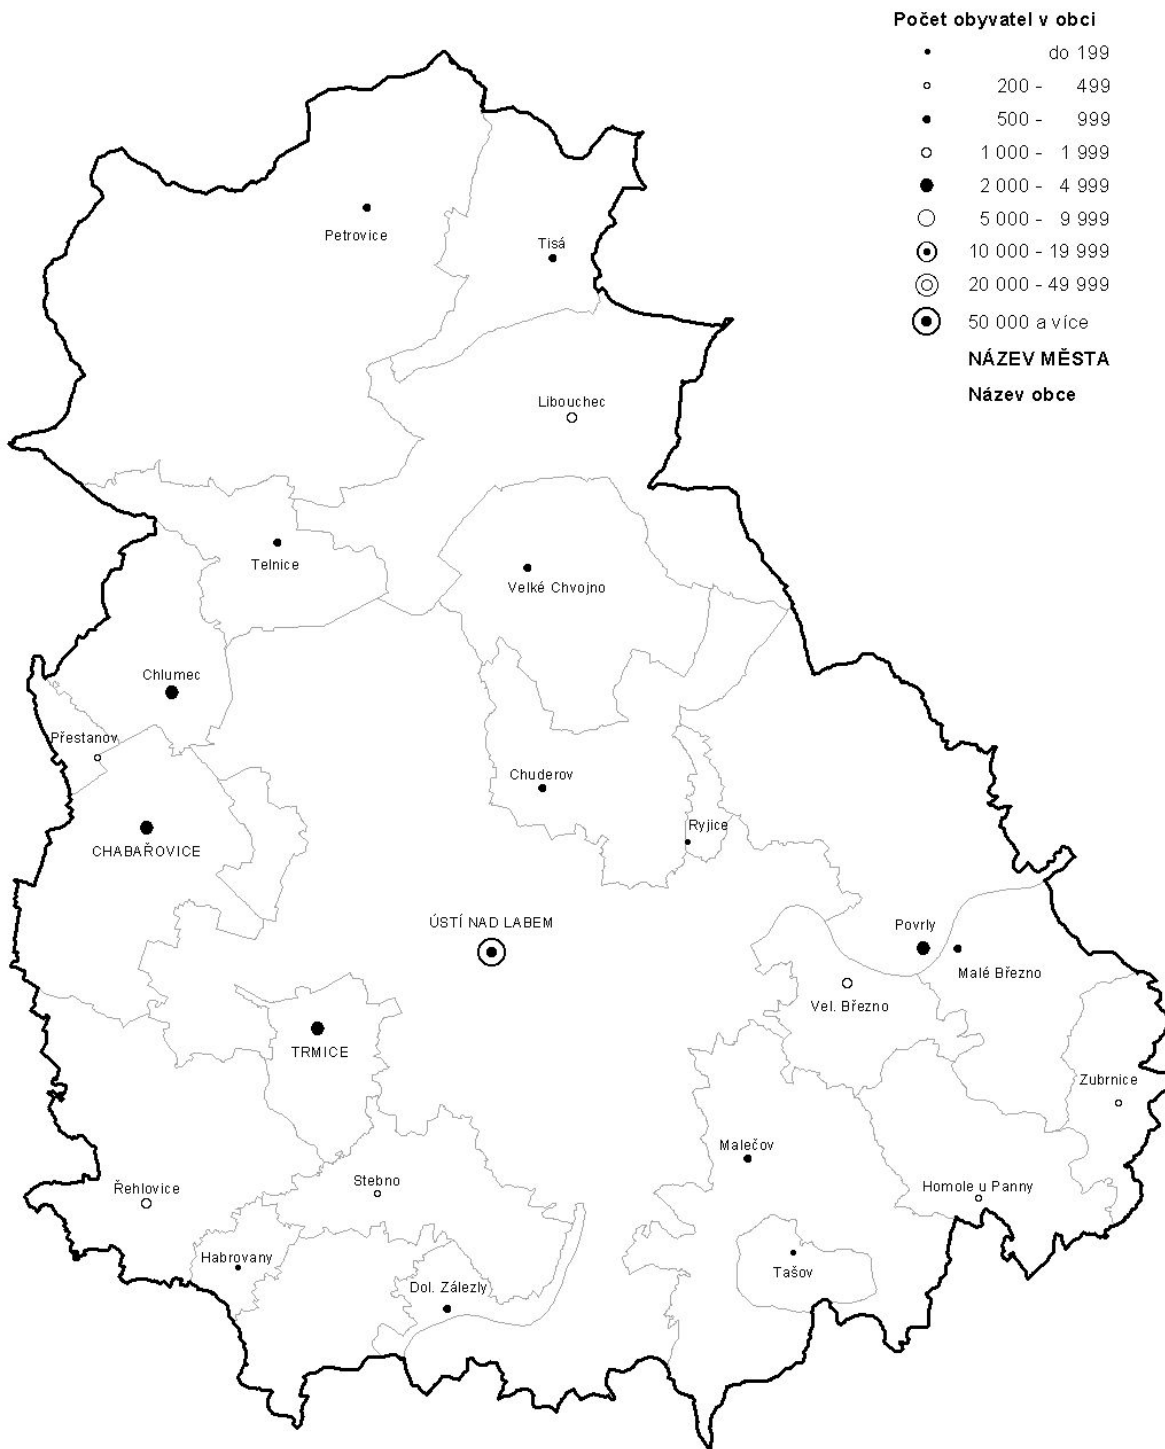 Počet obyvatel v obci
do 199
200 - 499
500 - 999
1 000 - 1 999
2 000 - 4 999
5 000 - 9 999
10 000 - 19 999
20 000 - 49 999
50 000 a více
NÁZEV MĚSTA
Název obce
Petrovice
Tisá
Libouchec
Telnice
Velké Chvojno
Chlumec
Přestanov
Chuderov
Ryjice
CHABAŘOVICE
ÚSTÍ NAD LABEM
Povrly
Malé Březno
Vel. Březno
TRMICE
Zubrnice
Malečov
Stebno
Homole u Panny
Řehlovice
Habrovany
Tašov
Dol. Zálezly